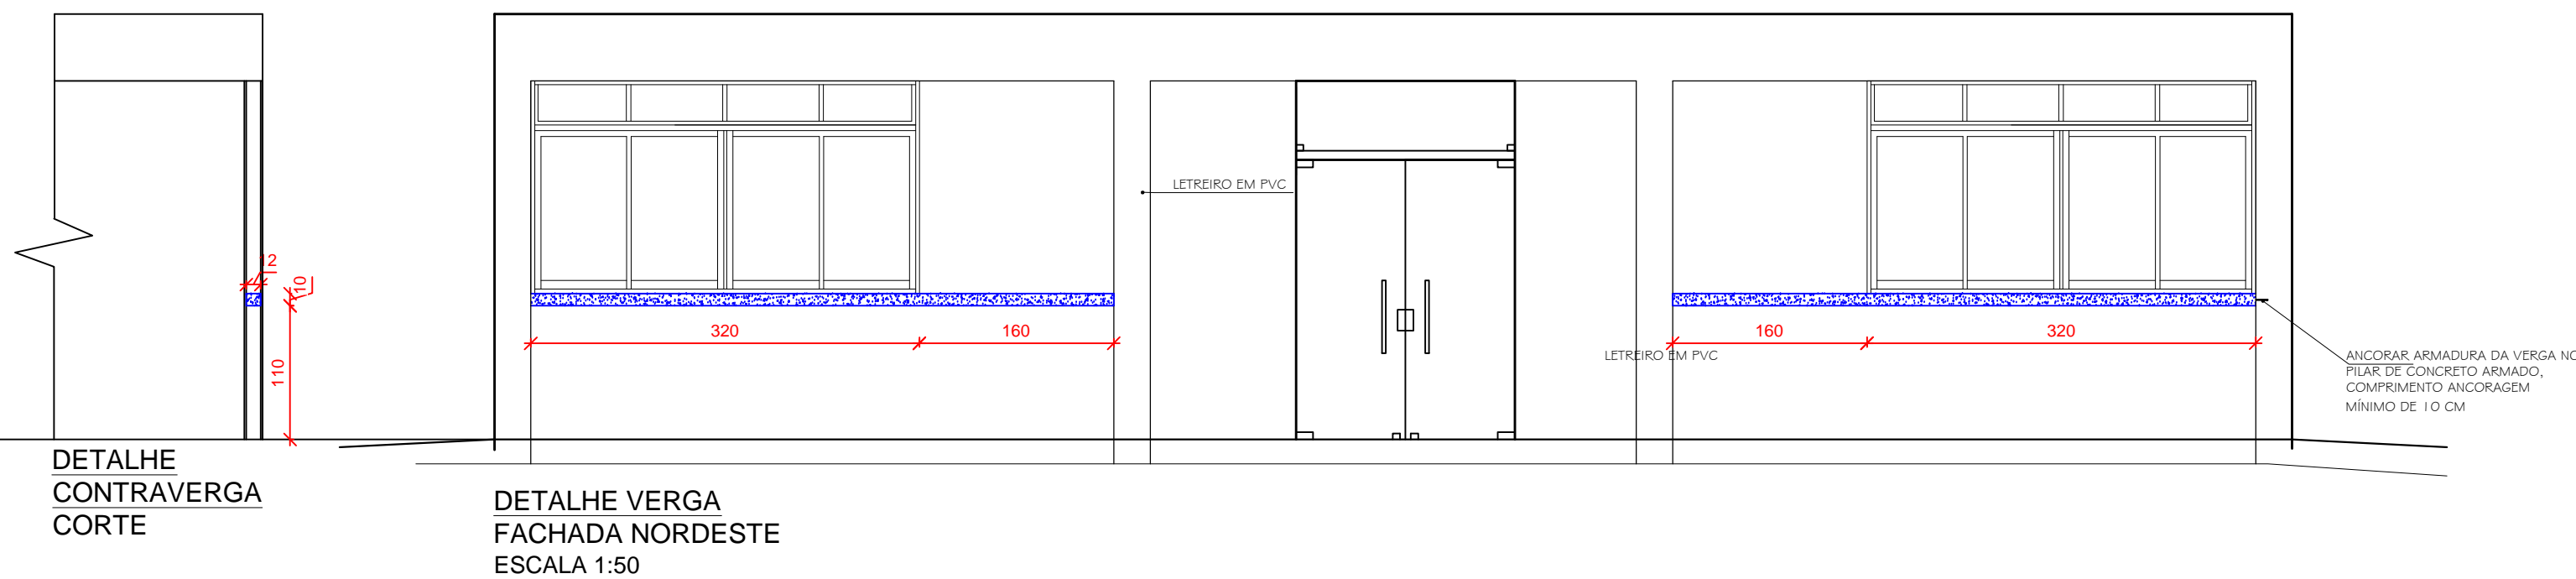 LETREIRO EM PVC
12
10
320
160
160
320
LETREIRO EM PVC
110
ANCORAR ARMADURA DA VERGA NO
PILAR DE CONCRETO ARMADO,
COMPRIMENTO ANCORAGEM
MÍNIMO DE 10 CM
DETALHE
CONTRAVERGA
CORTE
DETALHE VERGA
FACHADA NORDESTE
ESCALA 1:50